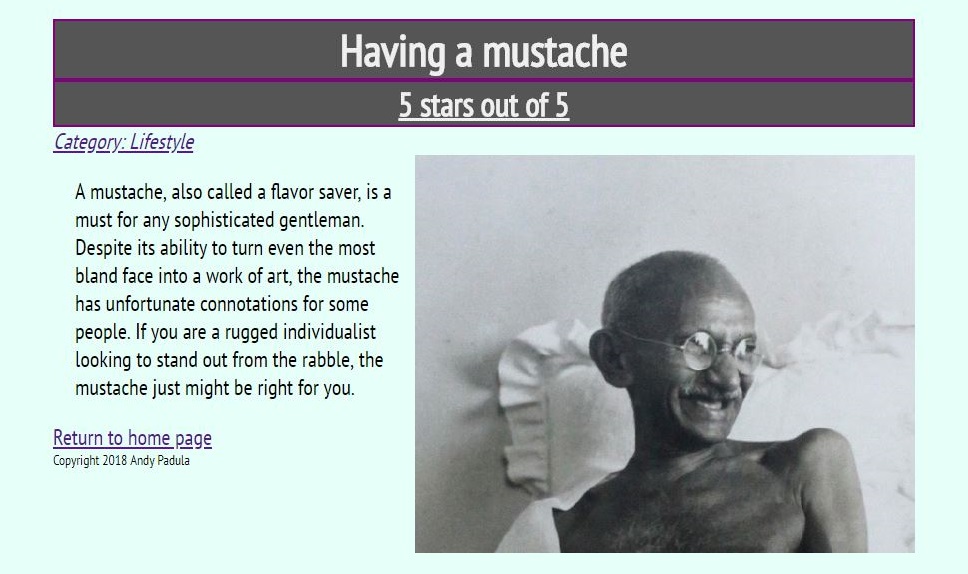 Having a mustache
5 stars out of 5
Category: Lifestyle
A mustache, also called a flavor saver, is a
must for any sophisticated gentleman.
Despite its ability to turn even the most
bland face into a work of art, the mustache
has unfortunate connotations for some
people. If you are a rugged individualist
looking to stand out from the rabble, the
mustache just might be right for you.
Return to home page
Copyright 2018 Andy Padula